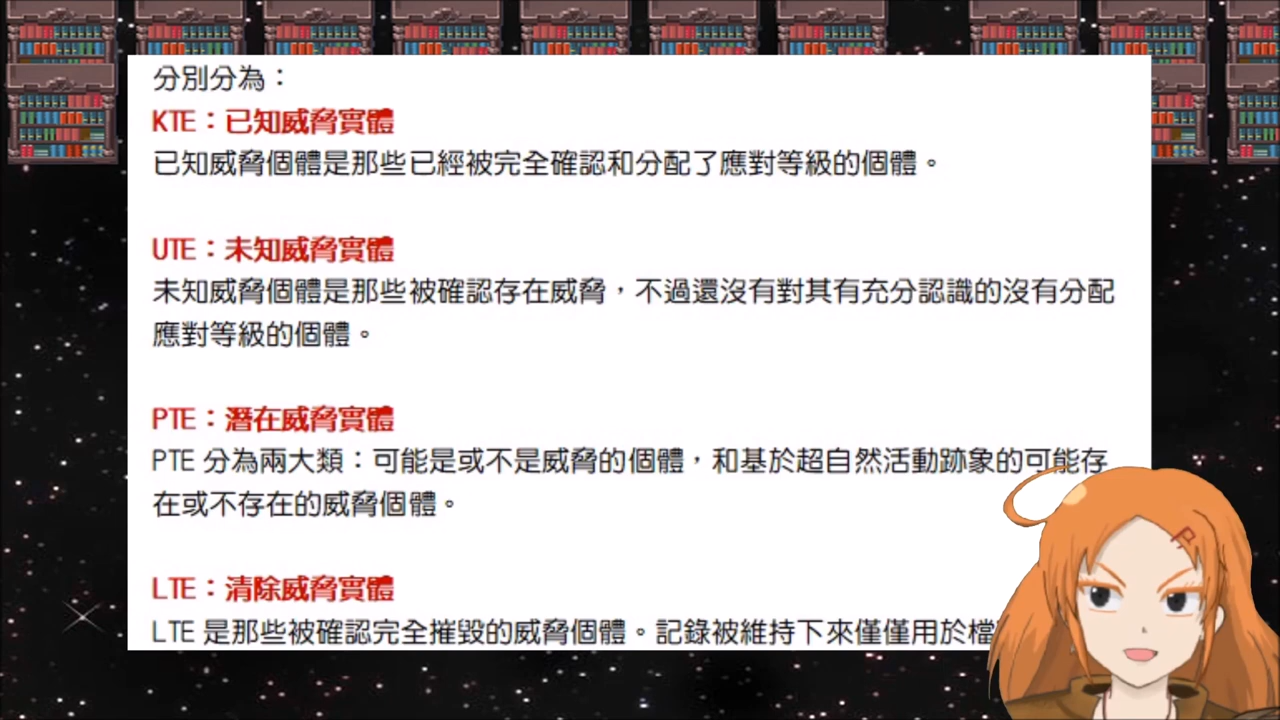 分別分為：
KTE：已知威脅實體
已知威脅個體是那些已經被完全確認和分配了應對等級的個體。
UTE：未知威脅實體
未知威脅個體是那些被確認存在威脅，不過還沒有對其有充分認識的沒有分配
應對等級的個體。
PTE：潛在威脅實體
PTE 分為兩大類：可能是或不是威脅的個體，和基於超自然活動跡象的可能存
在或不存在的威脅個體。
LTE：清除威脅實體
LTE 是那些被確認完全摧毀的威脅個體。記錄被維持下來僅僅用於檔